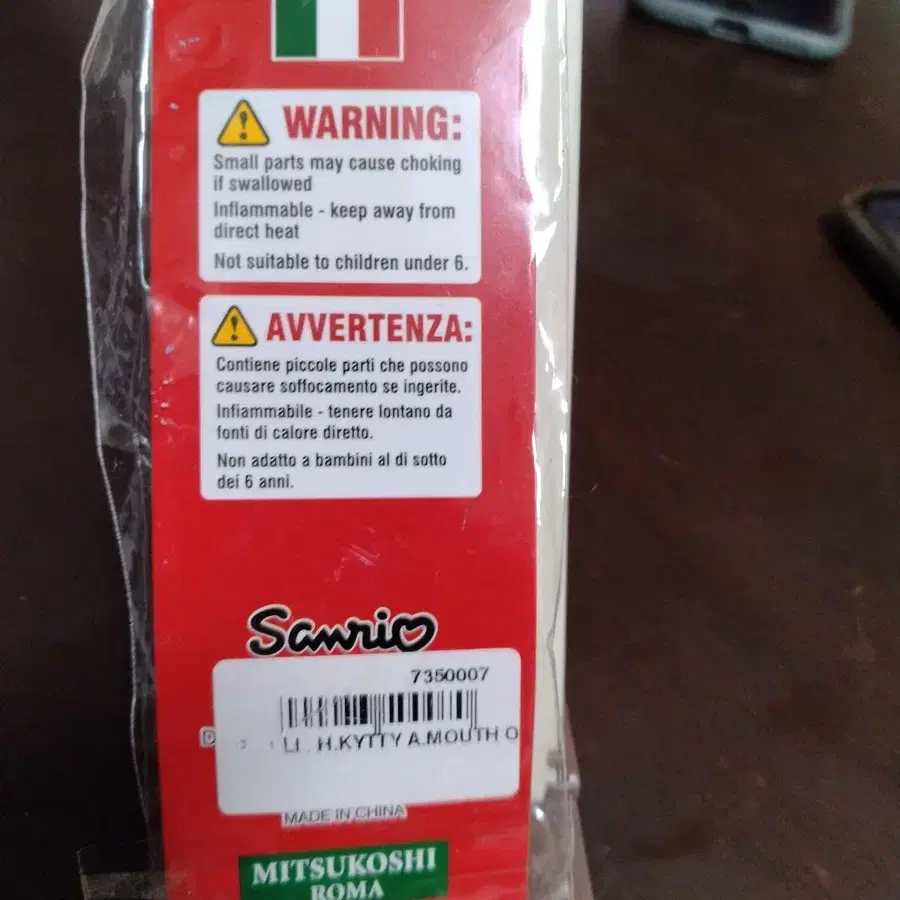 WARNING:
Small parts may cause choking
if swallowed
Inflammable - keep away from
direct heat
Not suitable to children under 6.
AVVERTENZA:
Contiene piccole parti che possono
causare soffocamento se ingerite.
Infiammabile - tenere lontano da
fonti di calore diretto.
Non adatto a bambini al di sotto
dei 6 anni.
Sanrio
7350007
H.KYTTY A.MOUTH O
MADE IN CHINA
MITSUKOSHI
ROMA